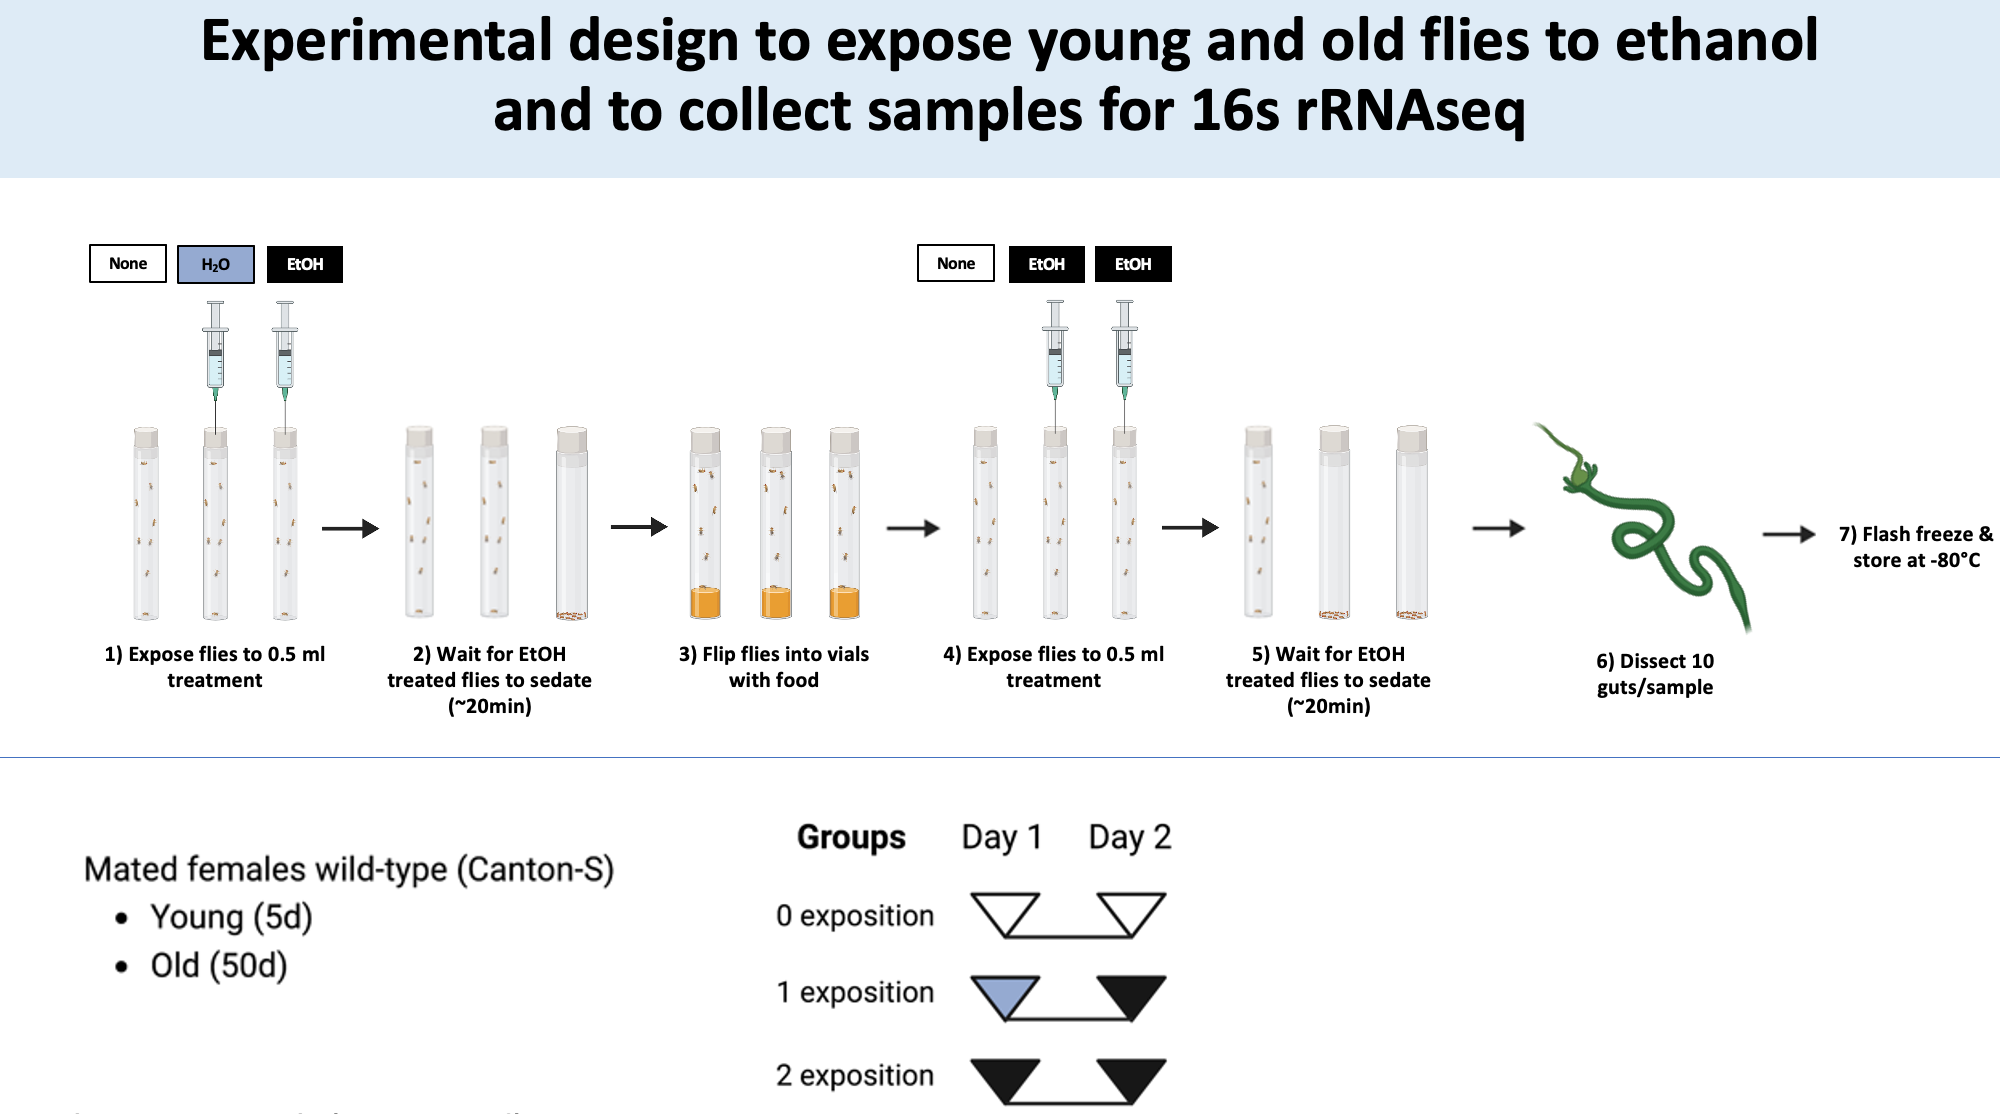 Experimental design to expose young and old flies to ethanol
and to collect samples for 16s rRNAseq
None
H₂O
EtOH
None
EtOH
EtOH
1) Expose flies to 0.5 ml
treatment
2) Wait for EtOH
treated flies to sedate
(~20min)
3) Flip flies into vials
with food
4) Expose flies to 0.5 ml
treatment
5) Wait for EtOH
treated flies to sedate
(~20min)
6) Dissect 10
guts/sample
7) Flash freeze &
store at -80°C
Mated females wild-type (Canton-S)
• Young (5d)
• Old (50d)
Groups Day 1 Day 2
0 exposition
1 exposition
2 exposition